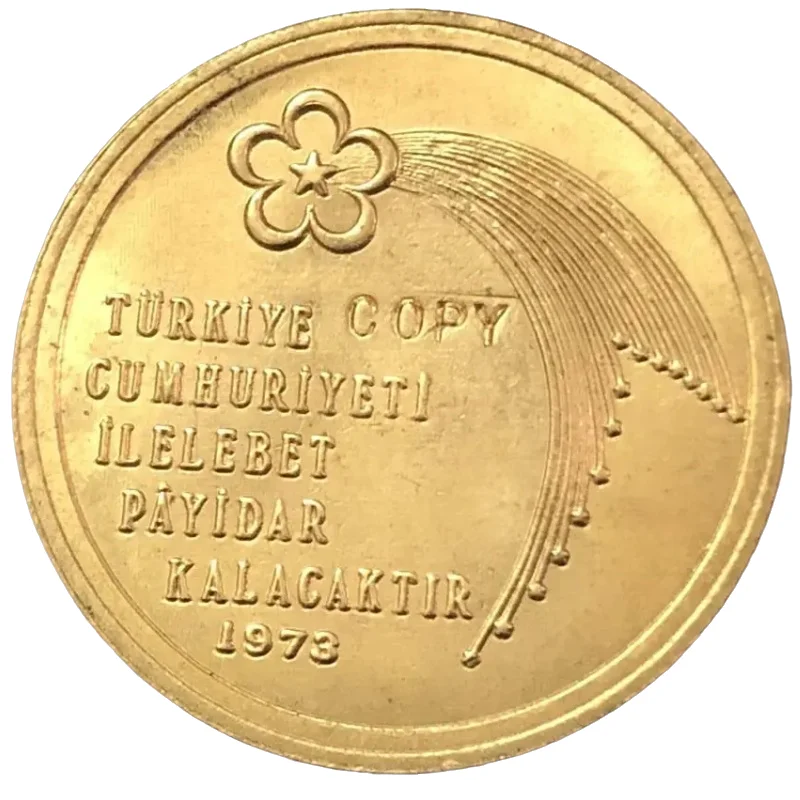 TÜRKİYE COPY
CUMHURİYETİ
İLELEBET
PÂYİDAR
KALACAKTIR
1973